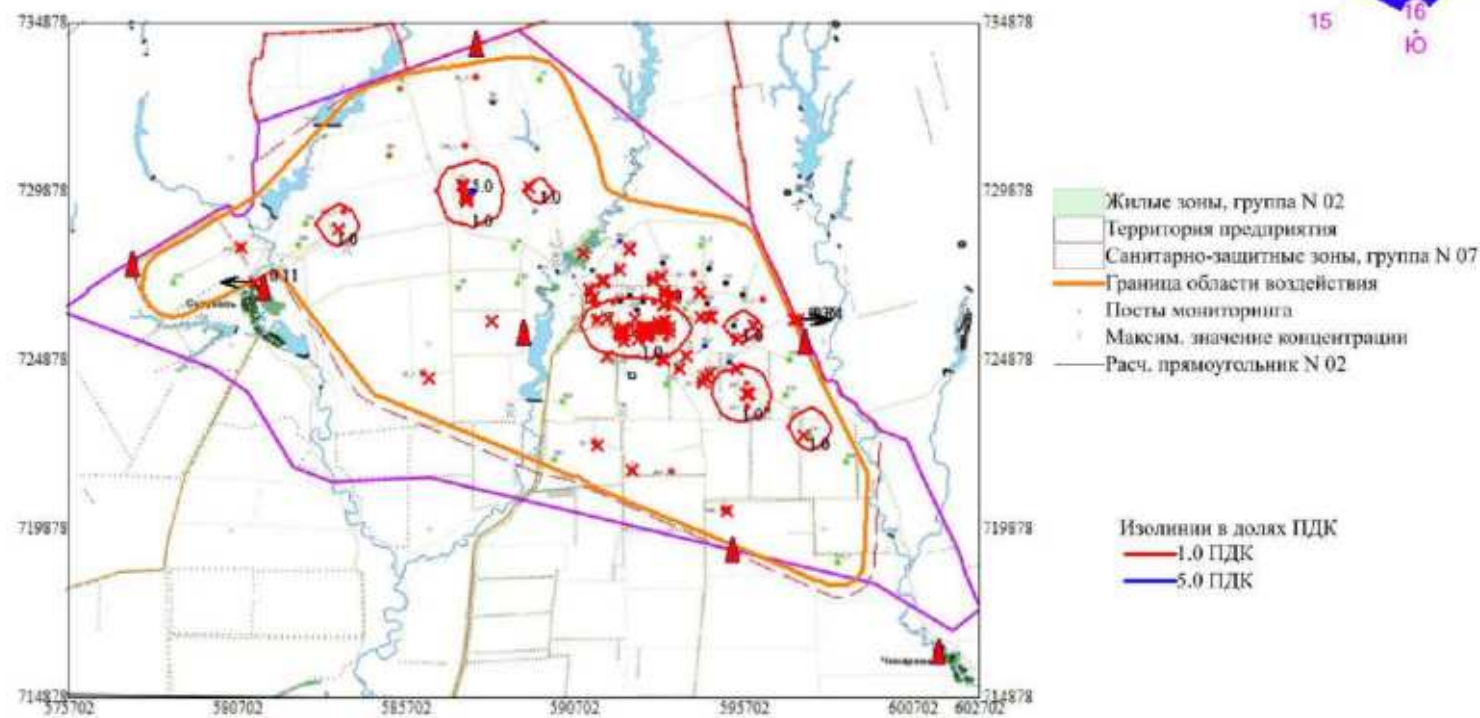 15
16
Ю
734878
734878
729878
729878
724878
724878
719878
719878
714878
714878
575702
580702
585702
590702
595702
600702
602702
1.0
1.0
1.0
1.0
1.0
1.0
1.0
0.11
Жилые зоны, группа N 02
Территория предприятия
Санитарно-защитные зоны, группа N 07
Граница области воздействия
Посты мониторинга
Максим. значение концентрации
Расч. прямоугольник N 02
Изолинии в долях ПДК
1.0 ПДК
5.0 ПДК